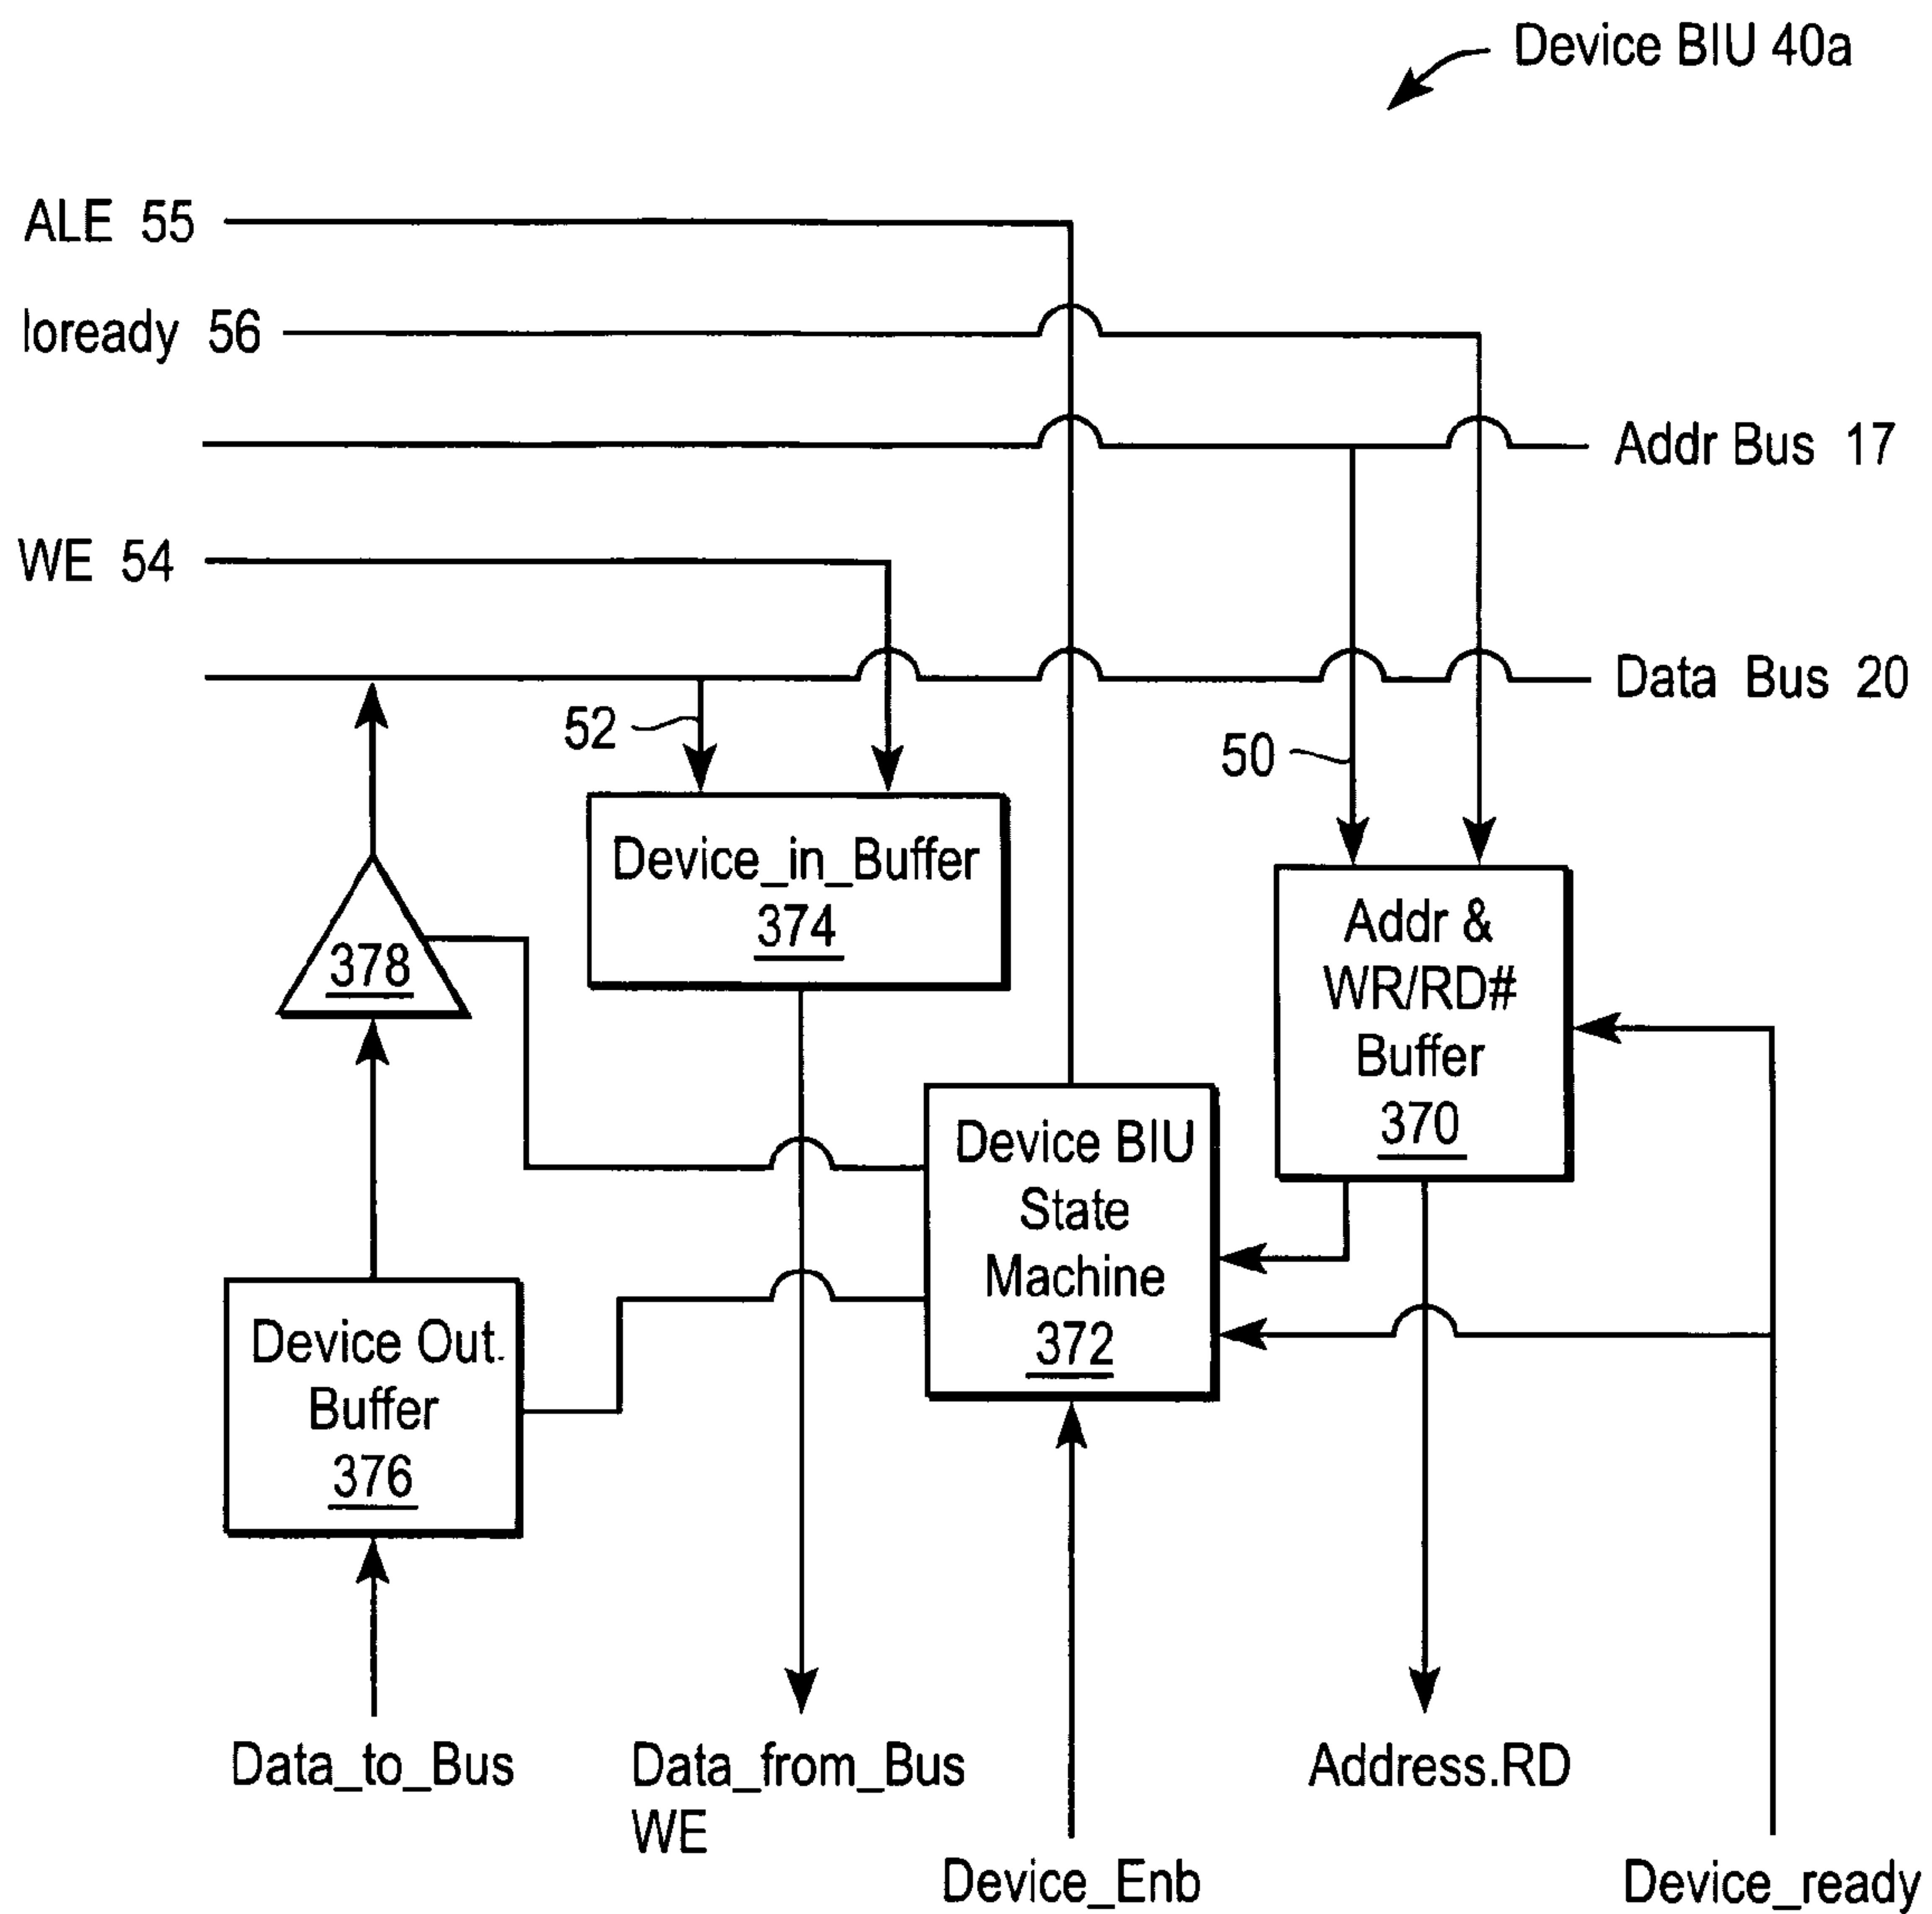 Device BIU 40a
ALE 55
Ioready 56
Addr Bus 17
WE 54
Data Bus 20
52
50
Device_in_Buffer
374
378
Addr &
WR/RD#
Buffer
370
Device BIU
State
Machine
372
Device Out
Buffer
376
Data_to_Bus
Data_from_Bus
WE
Address.RD
Device_Enb
Device_ready